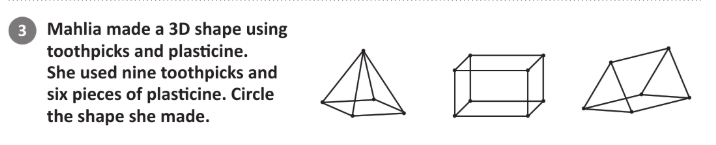 3 Mahlia made a 3D shape using
toothpicks and plasticine.
She used nine toothpicks and
six pieces of plasticine. Circle
the shape she made.